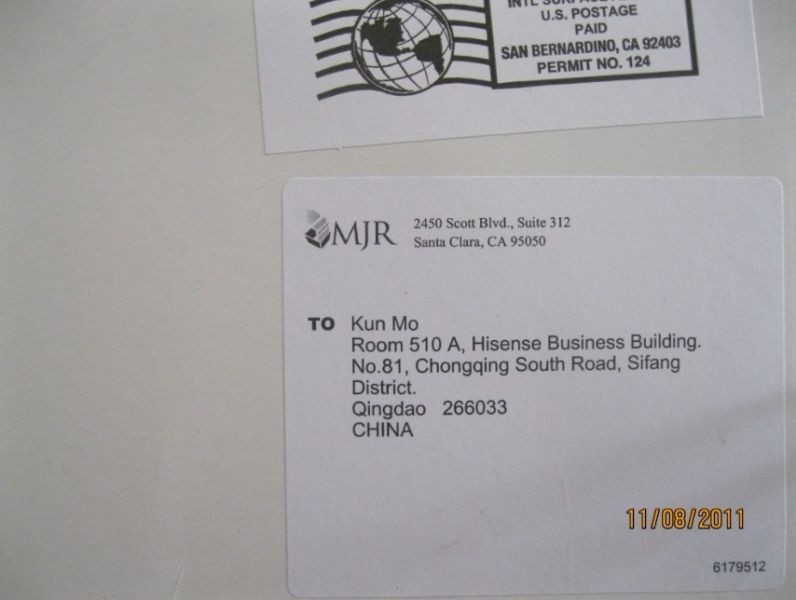 INTL SURFACE
U.S. POSTAGE
PAID
SAN BERNARDINO, CA 92403
PERMIT NO. 124
MJR
2450 Scott Blvd., Suite 312
Santa Clara, CA 95050
TO Kun Mo
Room 510 A, Hisense Business Building.
No.81, Chongqing South Road, Sifang
District.
Qingdao 266033
CHINA
11/08/2011
6179512